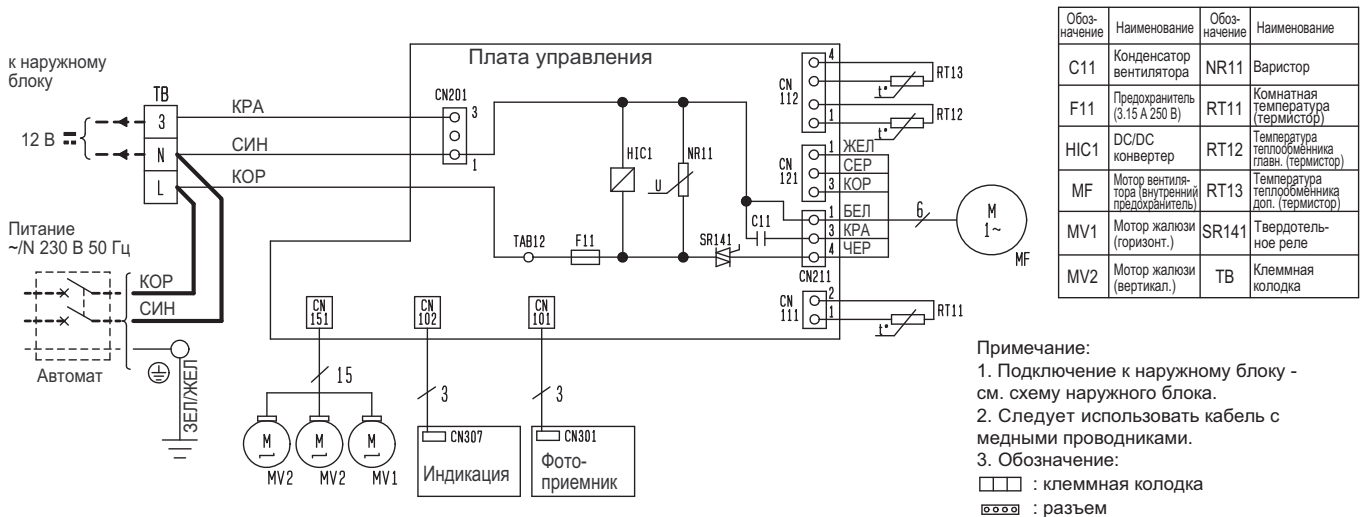 к наружному
блоку
12 В
TB
3
N
L
КРА
СИН
КОР
Питание
~/N 230 В 50 Гц
КОР
СИН
Автомат
ЗЕЛ/ЖЕЛ
Плата управления
CN201
3
1
HIC1
NR11
U
TAB12
F11
SR141
C11
CN
112
4
1
t°
RT13
t°
RT12
CN
121
1
3
ЖЕЛ
СЕР
КОР
1
3
4
БЕЛ
КРА
ЧЕР
CN211
6
M
1~
MF
CN
111
2
1
t°
RT11
CN
151
CN
102
CN
101
15
3
3
M
MV2
M
MV2
M
MV1
CN307
Индикация
CN301
Фото-
приемник
Обоз-
начение
Наименование
Обоз-
начение
Наименование
C11
Конденсатор
вентилятора
NR11
Варистор
F11
Предохранитель
(3.15 А 250 В)
RT11
Комнатная
температура
(термистор)
HIC1
DC/DC
конвертер
RT12
Температура
теплообменника
главн. (термистор)
MF
Мотор вентиля-
тора (внутренний
предохранитель)
RT13
Температура
теплообменника
доп. (термистор)
MV1
Мотор жалюзи
(горизонт.)
SR141
Твердотель-
ное реле
MV2
Мотор жалюзи
(вертикал.)
TB
Клеммная
колодка
Примечание:
1. Подключение к наружному блоку -
см. схему наружного блока.
2. Следует использовать кабель с
медными проводниками.
3. Обозначение:
: клеммная колодка
: разъем